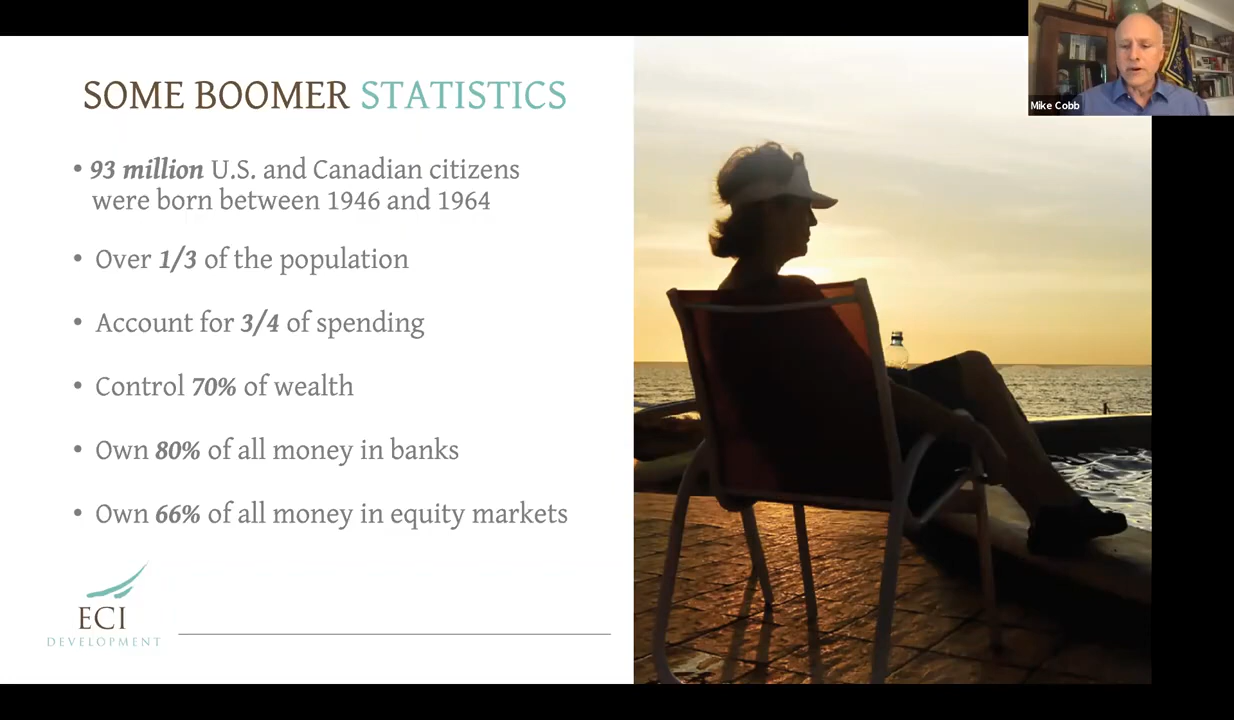 SOME BOOMER STATISTICS
• 93 million U.S. and Canadian citizens
were born between 1946 and 1964
• Over 1/3 of the population
• Account for 3/4 of spending
• Control 70% of wealth
• Own 80% of all money in banks
• Own 66% of all money in equity markets
ECI
DEVELOPMENT
Mike Cobb